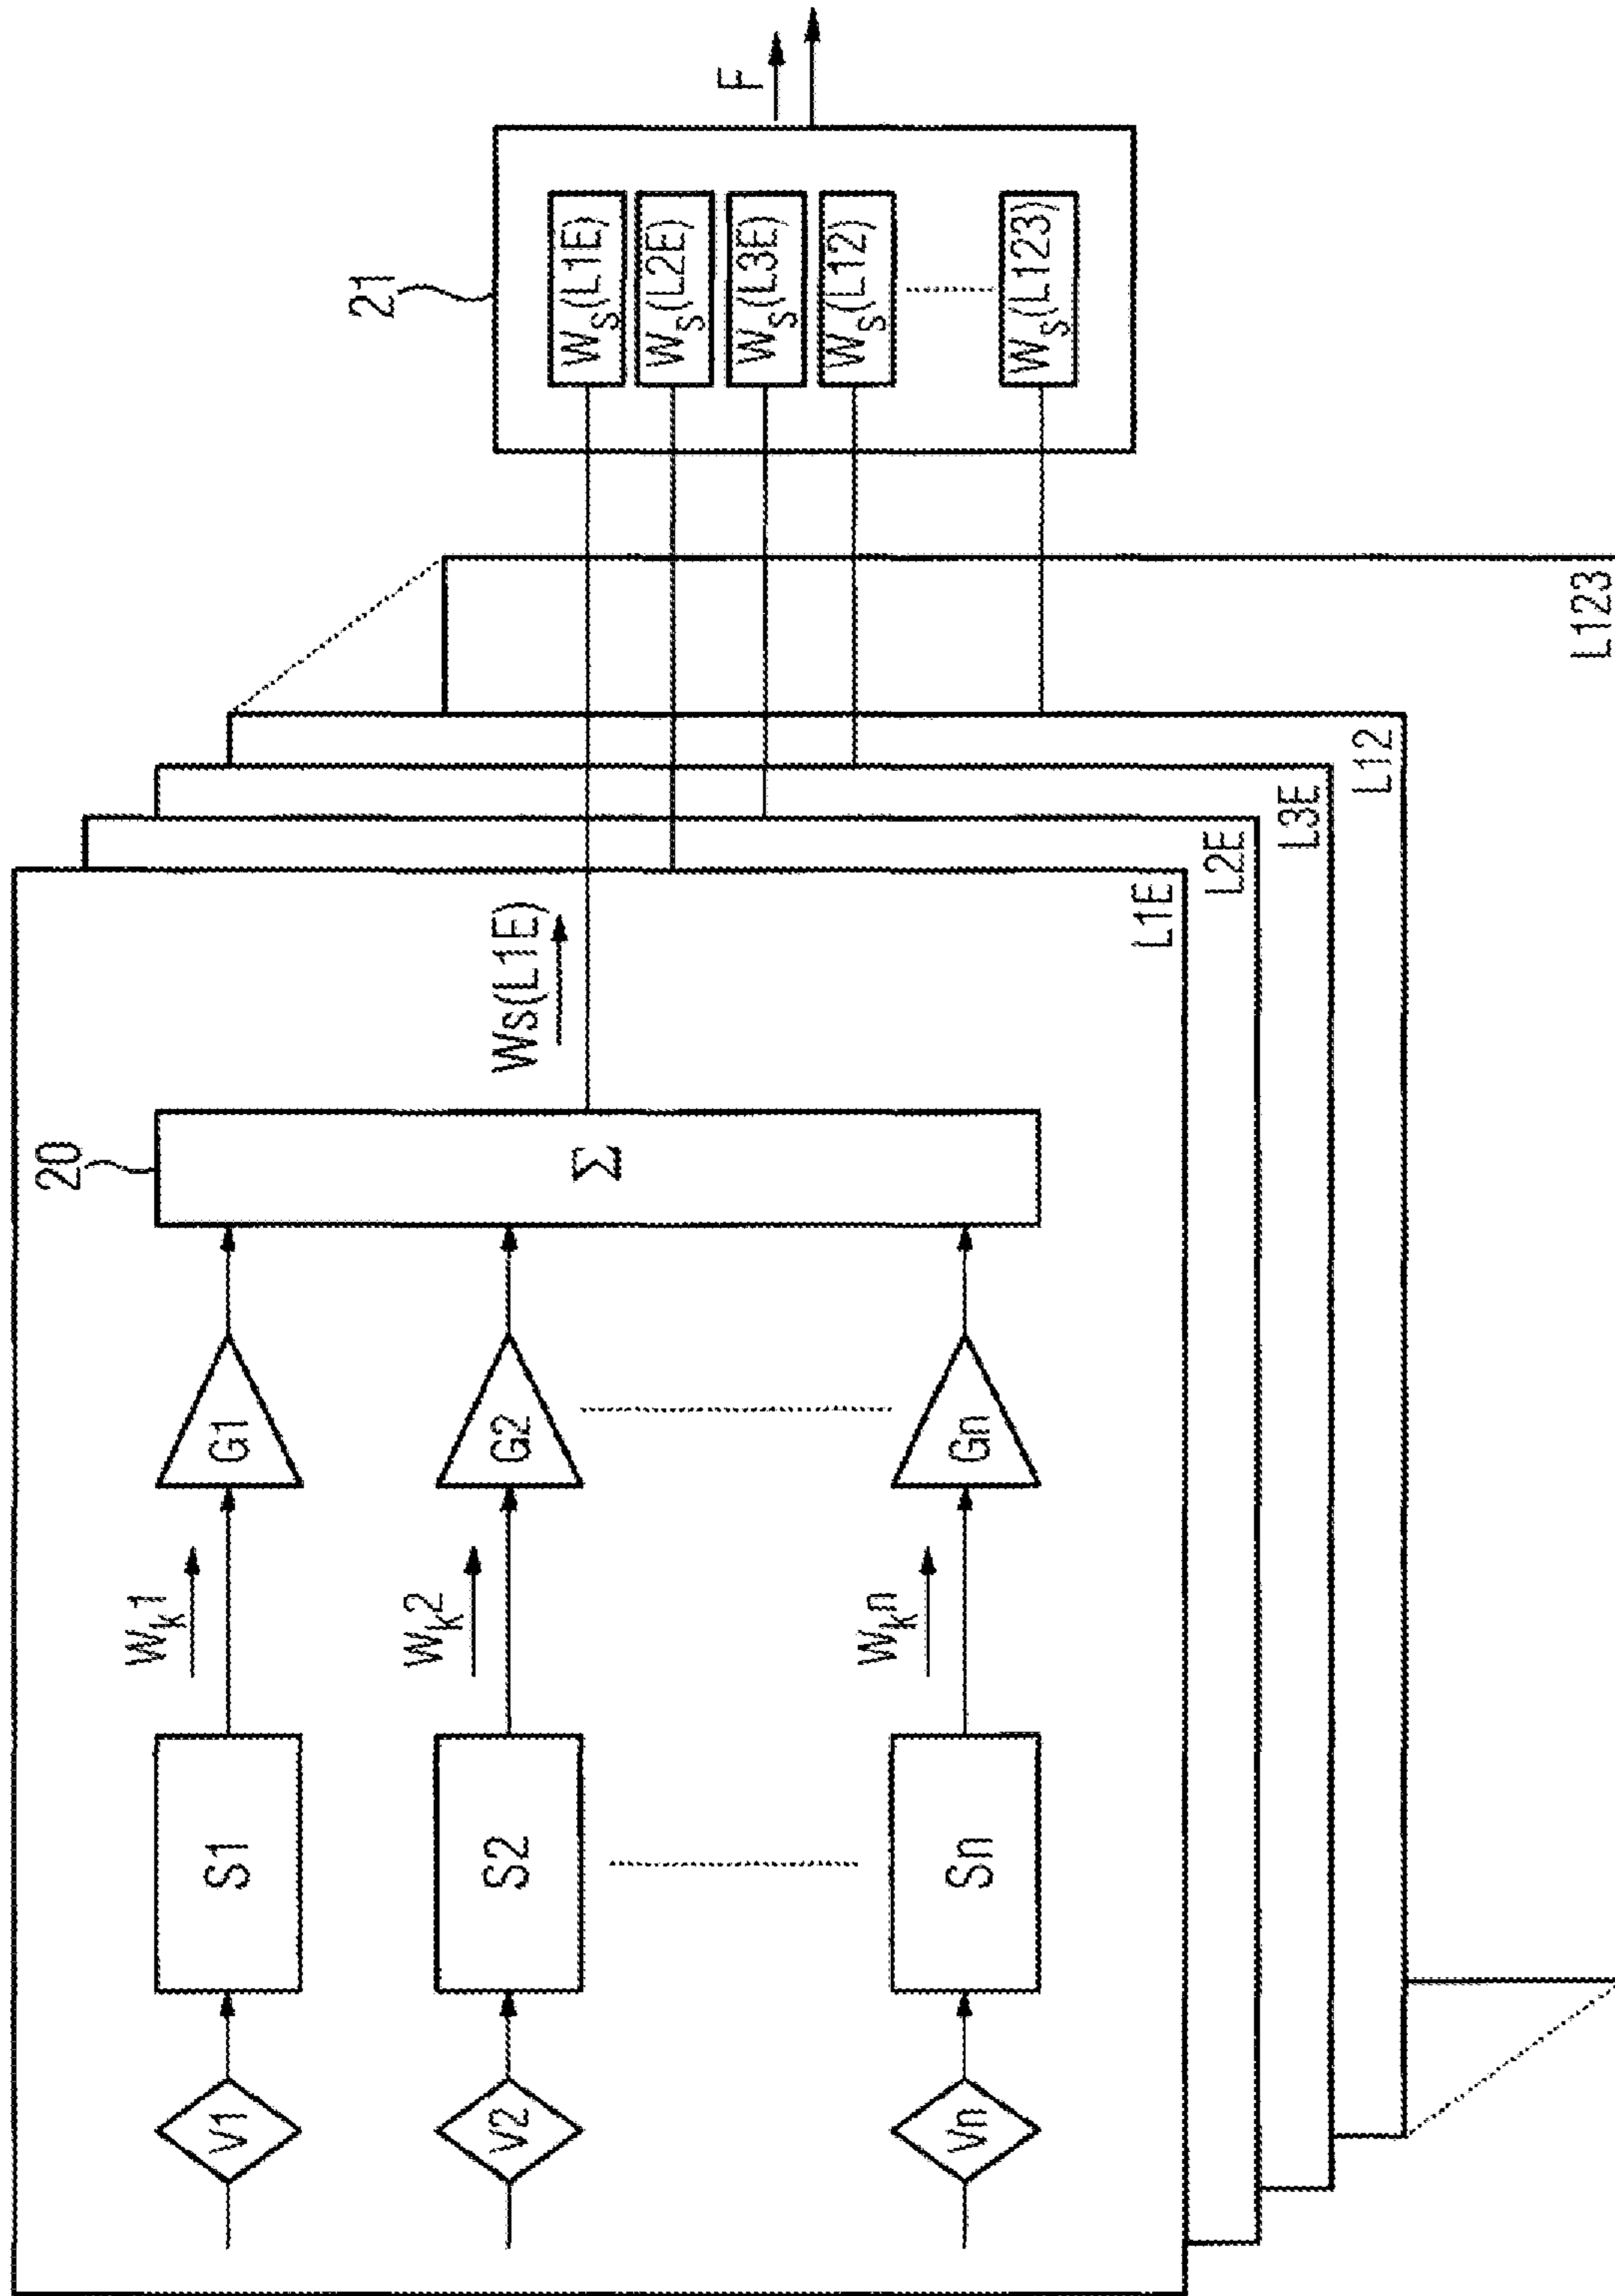 V1
S1
Wk1
G1
V2
S2
Wk2
G2
Vn
Sn
Wkn
Gn
20
Σ
Ws(L1E)
L1E
L2E
L3E
L12
L123
21
Ws(L1E)
Ws(L2E)
Ws(L3E)
Ws(L12)
Ws(L123)
F